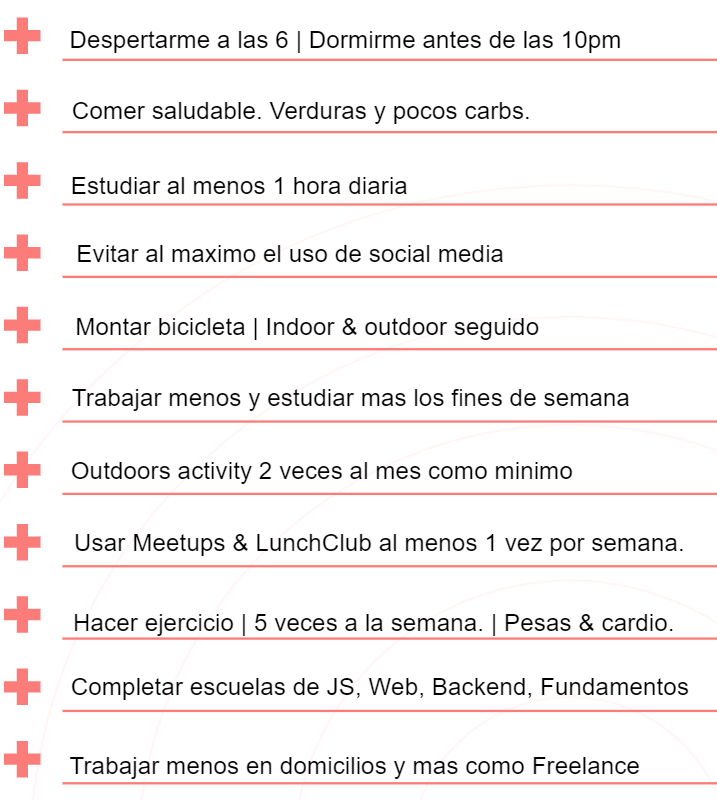 Despertarme a las 6 | Dormirme antes de las 10pm
Comer saludable. Verduras y pocos carbs.
Estudiar al menos 1 hora diaria
Evitar al maximo el uso de social media
Montar bicicleta | Indoor & outdoor seguido
Trabajar menos y estudiar mas los fines de semana
Outdoors activity 2 veces al mes como minimo
Usar Meetups & LunchClub al menos 1 vez por semana.
Hacer ejercicio | 5 veces a la semana. | Pesas & cardio.
Completar escuelas de JS, Web, Backend, Fundamentos
Trabajar menos en domicilios y mas como Freelance